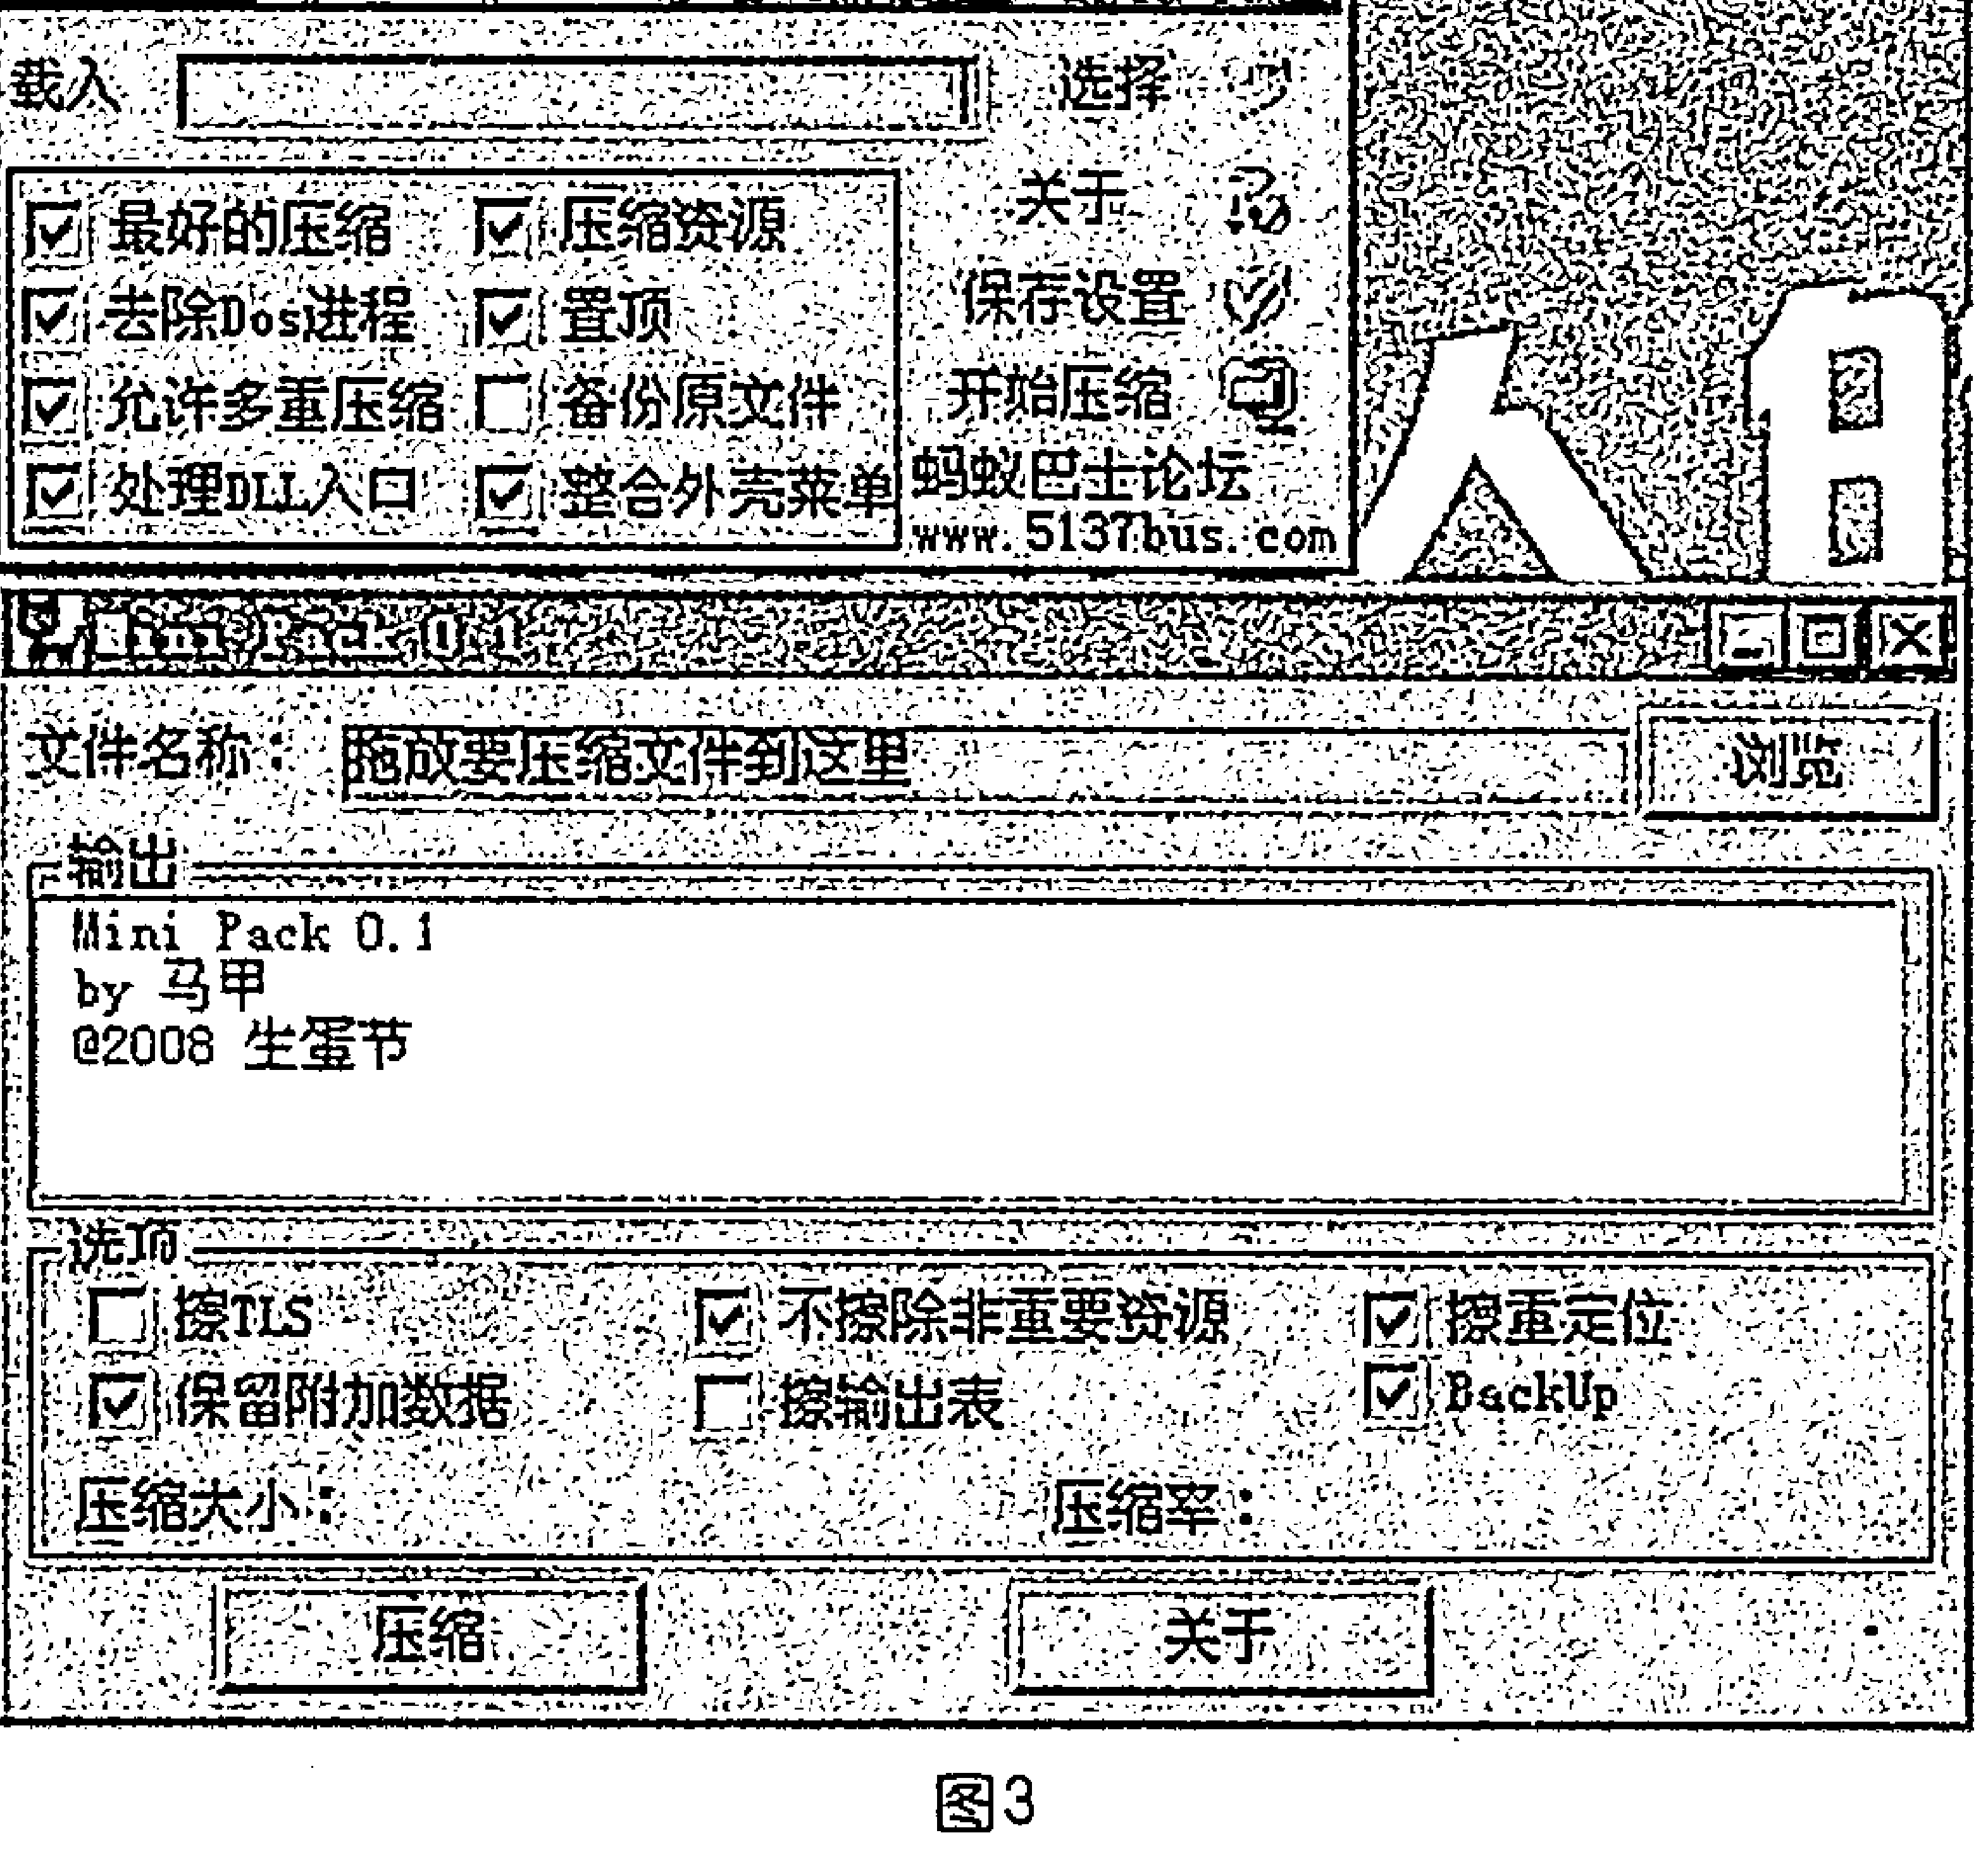 载入 选择
关于
最好的压缩 压缩资源
保存设置
去除Dos进程 置顶
开始压缩
允许多重压缩 备份原文件
蚂蚁巴士论坛
处理DLL入口 整合外壳菜单
www.5137bus.com
Mini Pack 0.1
文件名称: 拖放要压缩文件到这里 浏览
输出
Mini Pack 0.1
by 马甲
@2008 生蛋节
选项
擦TLS 不擦除非重要资源 擦重定位
保留附加数据 擦输出表 BackUp
压缩大小: 压缩率:
压缩 关于
图3